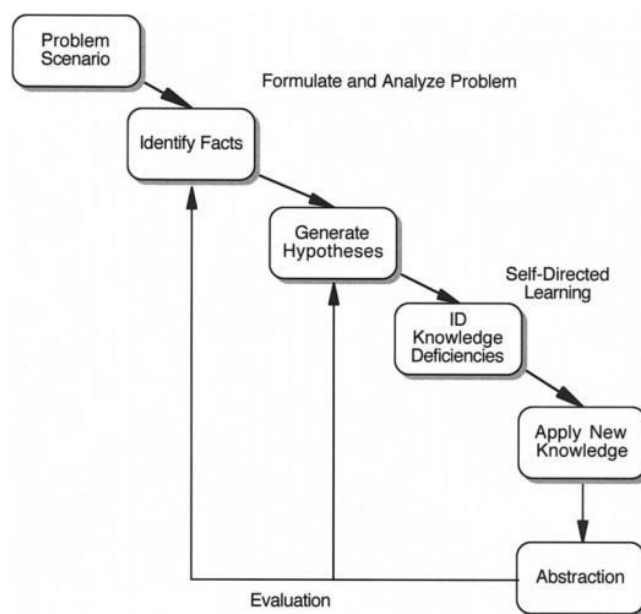 Problem
Scenario
Formulate and Analyze Problem
Identify Facts
Generate
Hypotheses
Self-Directed
Learning
ID
Knowledge
Deficiencies
Apply New
Knowledge
Abstraction
Evaluation